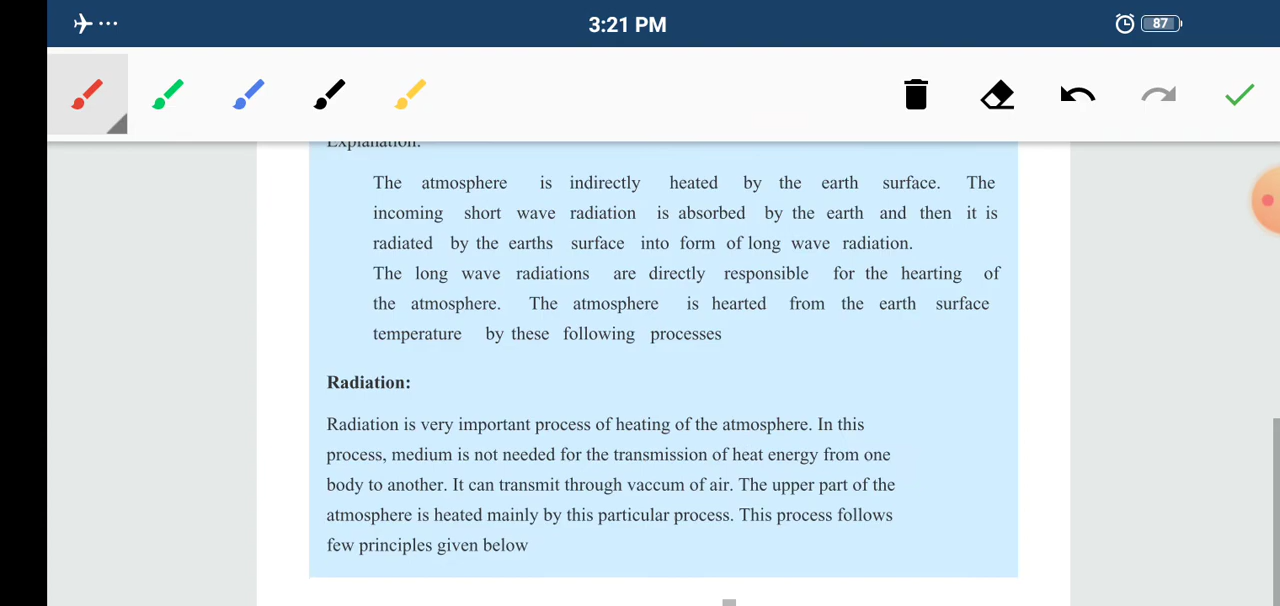 3:21 PM
87
Explanation:
The atmosphere is indirectly heated by the earth surface. The
incoming short wave radiation is absorbed by the earth and then it is
radiated by the earths surface into form of long wave radiation.
The long wave radiations are directly responsible for the hearting of
the atmosphere. The atmosphere is hearted from the earth surface
temperature by these following processes
Radiation:
Radiation is very important process of heating of the atmosphere. In this
process, medium is not needed for the transmission of heat energy from one
body to another. It can transmit through vaccum of air. The upper part of the
atmosphere is heated mainly by this particular process. This process follows
few principles given below